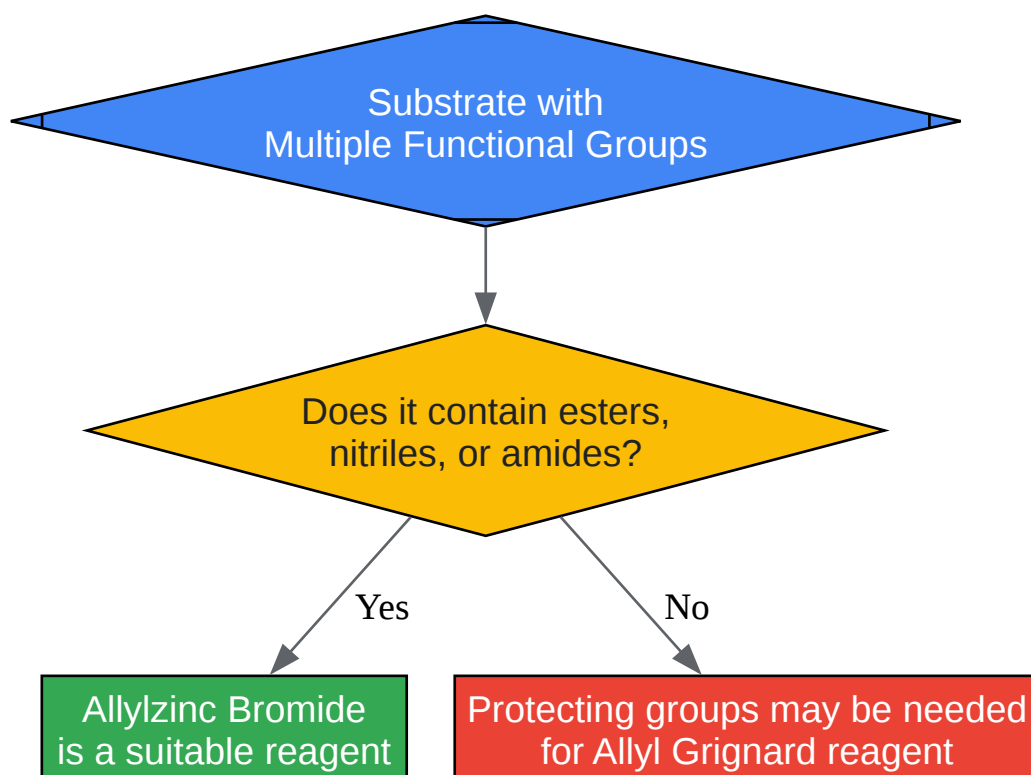 Substrate with
Multiple Functional Groups
Does it contain esters,
nitriles, or amides?
Yes
No
Allylzinc Bromide
is a suitable reagent
Protecting groups may be needed
for Allyl Grignard reagent